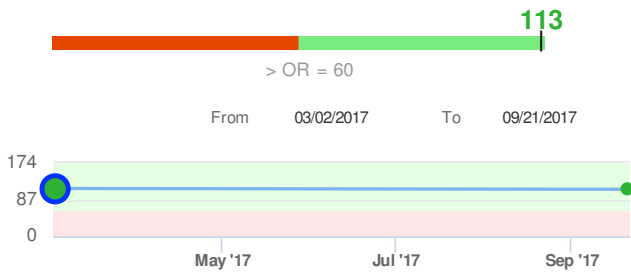 113
> OR = 60
From 03/02/2017 To 09/21/2017
174
87
0
May '17 Jul '17 Sep '17